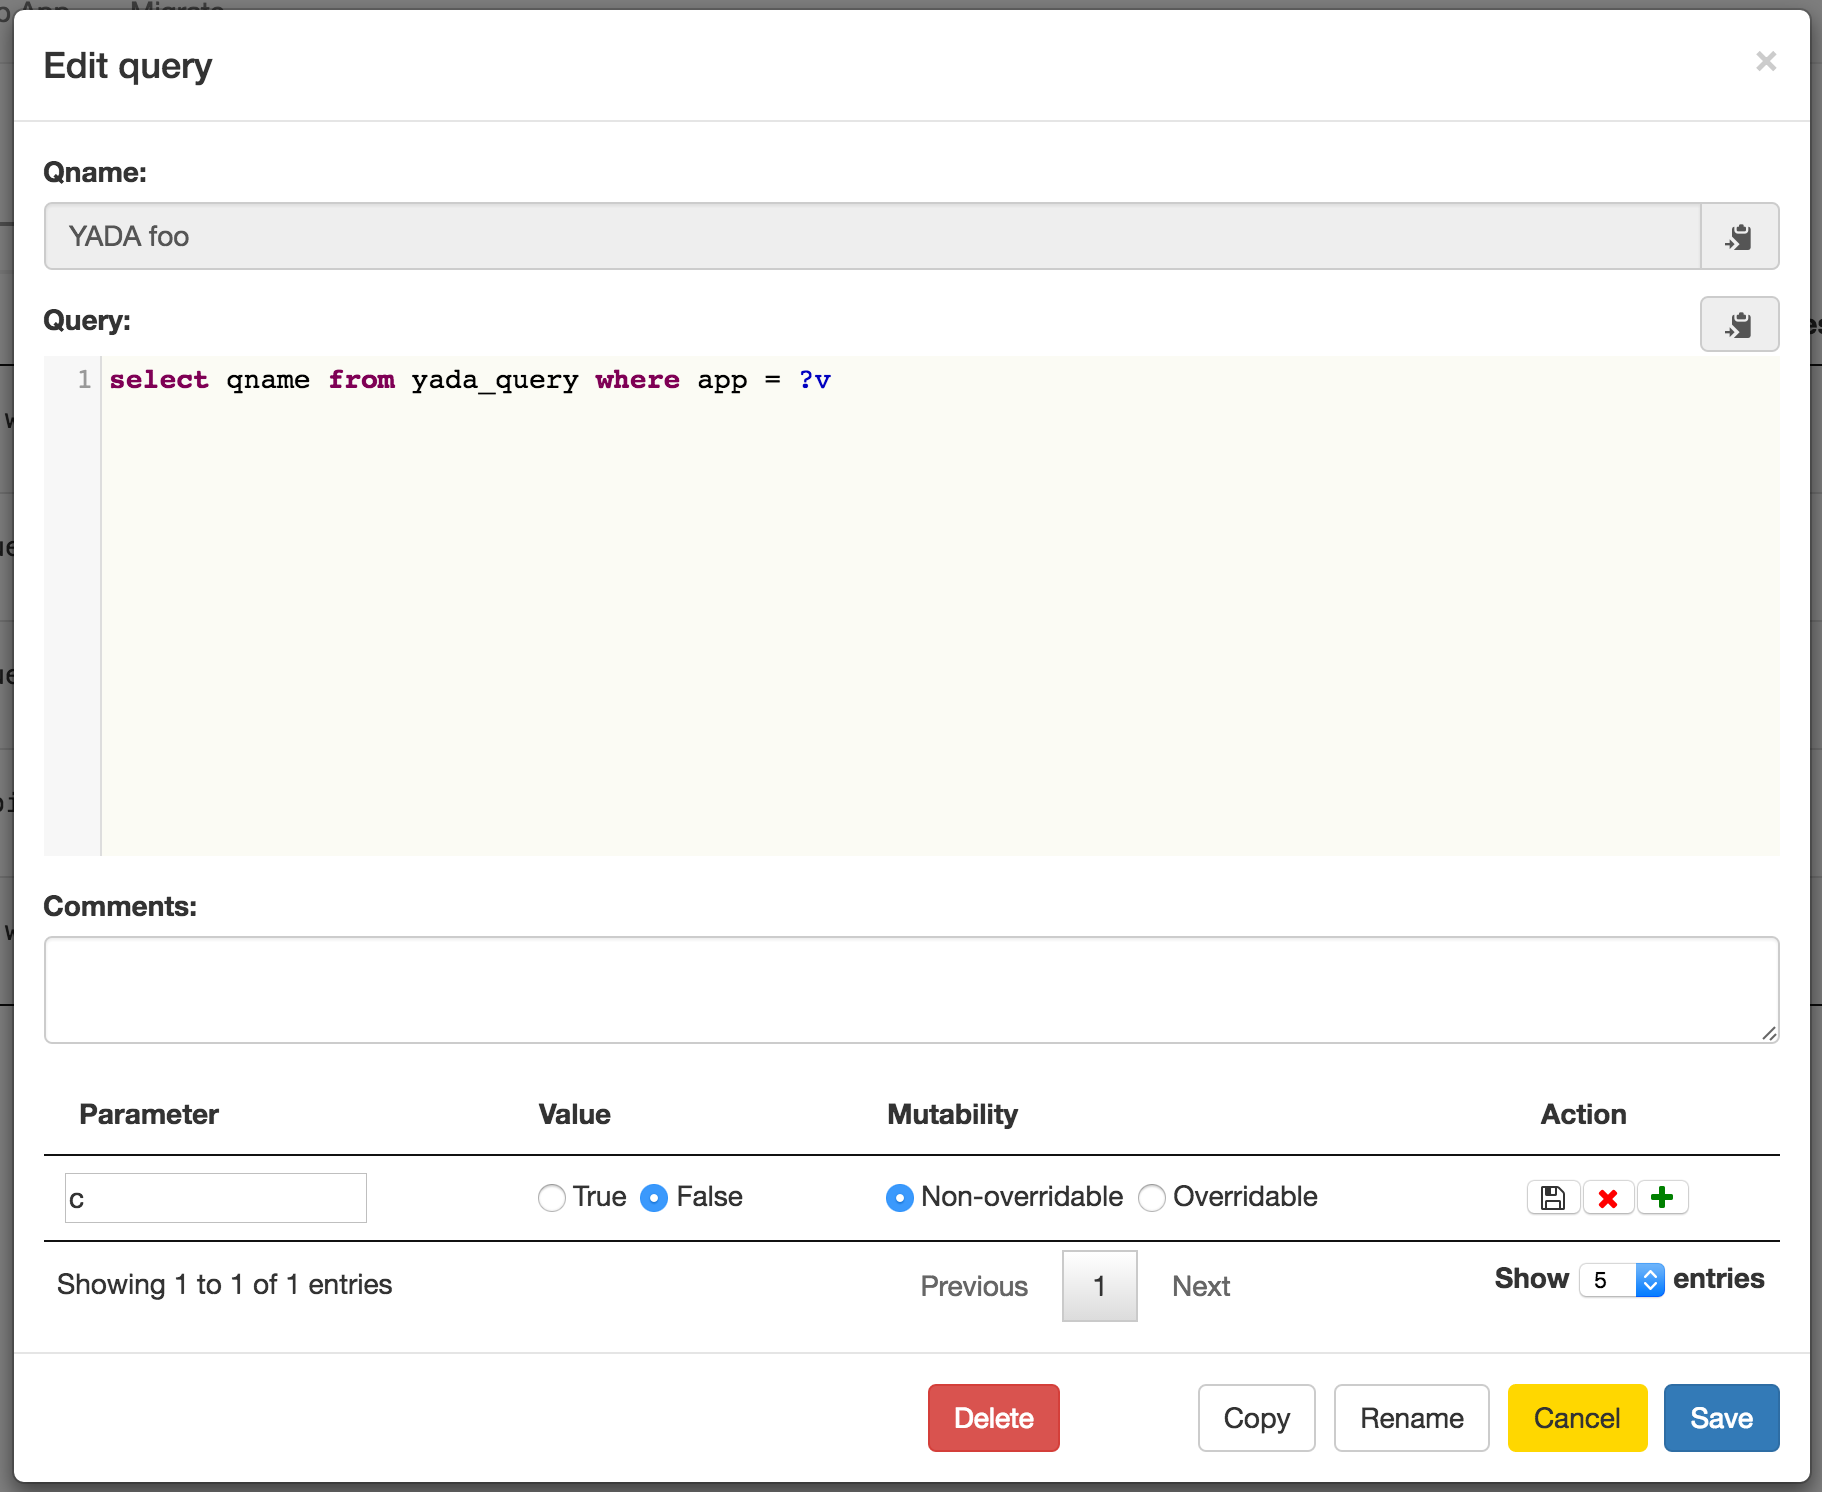 Migrate
Edit query
×
Qname:
YADA foo
Query:
1 select qname from yada_query where app = ?v
Comments:
Parameter Value Mutability Action
c True False Non-overridable Overridable
Showing 1 to 1 of 1 entries Previous 1 Next Show 5 entries
Delete Copy Rename Cancel Save